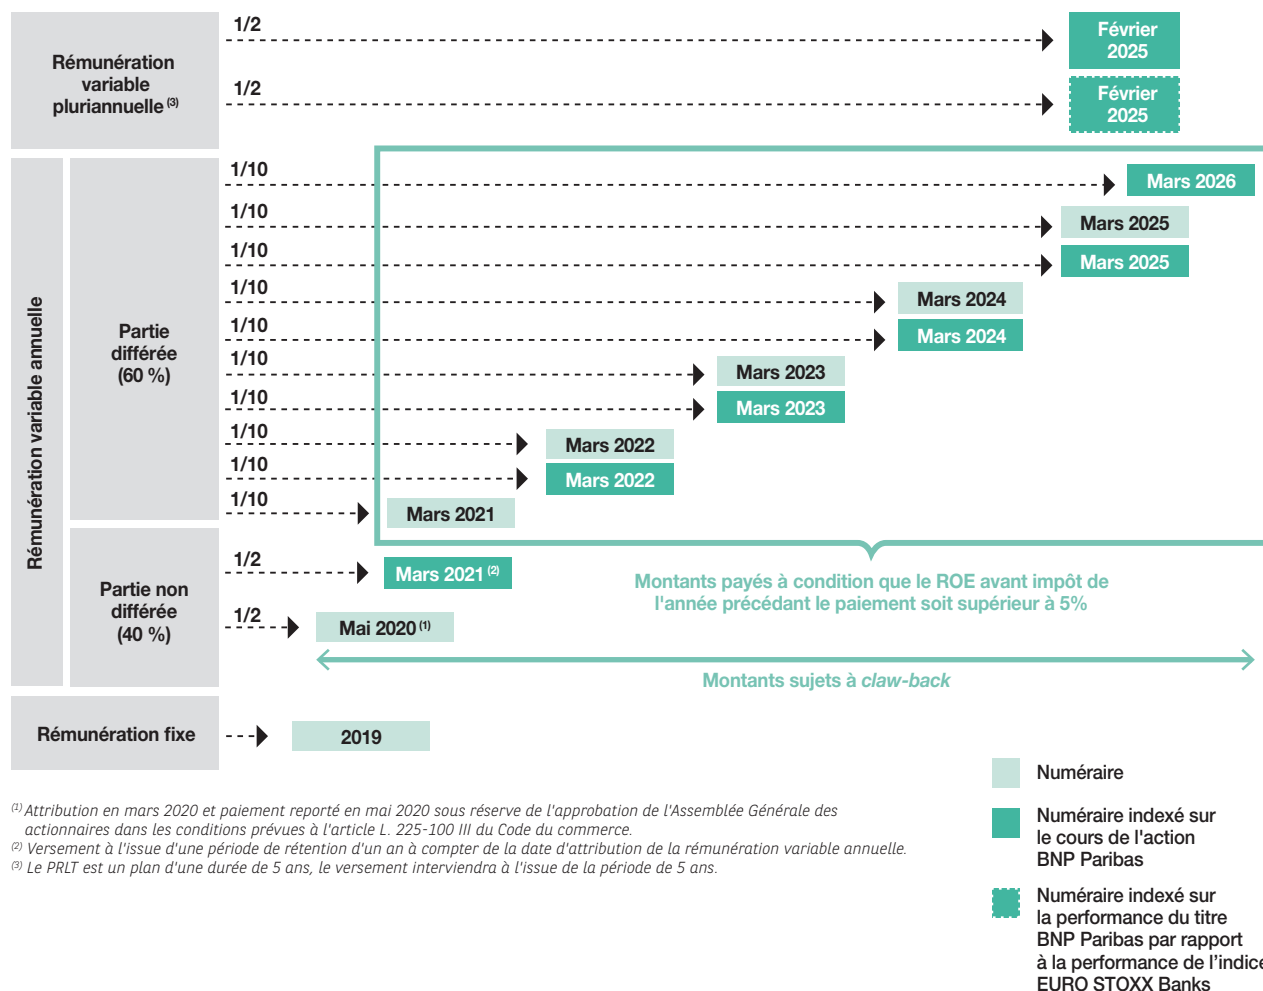 Rémunération
variable
pluriannuelle (3)
1/2
Février
2025
1/2
Février
2025
Rémunération variable annuelle
Partie
différée
(60 %)
1/10
Mars 2026
1/10
Mars 2025
1/10
Mars 2025
1/10
Mars 2024
1/10
Mars 2024
1/10
Mars 2023
1/10
Mars 2023
1/10
Mars 2022
1/10
Mars 2022
1/10
Mars 2021
Partie non
différée
(40 %)
1/2
Mars 2021 (2)
1/2
Mai 2020 (1)
Montants payés à condition que le ROE avant impôt de
l'année précédant le paiement soit supérieur à 5%
Montants sujets à claw-back
Rémunération fixe
2019
Numéraire
Numéraire indexé sur
le cours de l'action
BNP Paribas
Numéraire indexé sur
la performance du titre
BNP Paribas par rapport
à la performance de l’indice
EURO STOXX Banks
(1) Attribution en mars 2020 et paiement reporté en mai 2020 sous réserve de l'approbation de l'Assemblée Générale des
actionnaires dans les conditions prévues à l'article L. 225-100 III du Code du commerce.
(2) Versement à l'issue d'une période de rétention d'un an à compter de la date d'attribution de la rémunération variable annuelle.
(3) Le PRLT est un plan d'une durée de 5 ans, le versement interviendra à l'issue de la période de 5 ans.